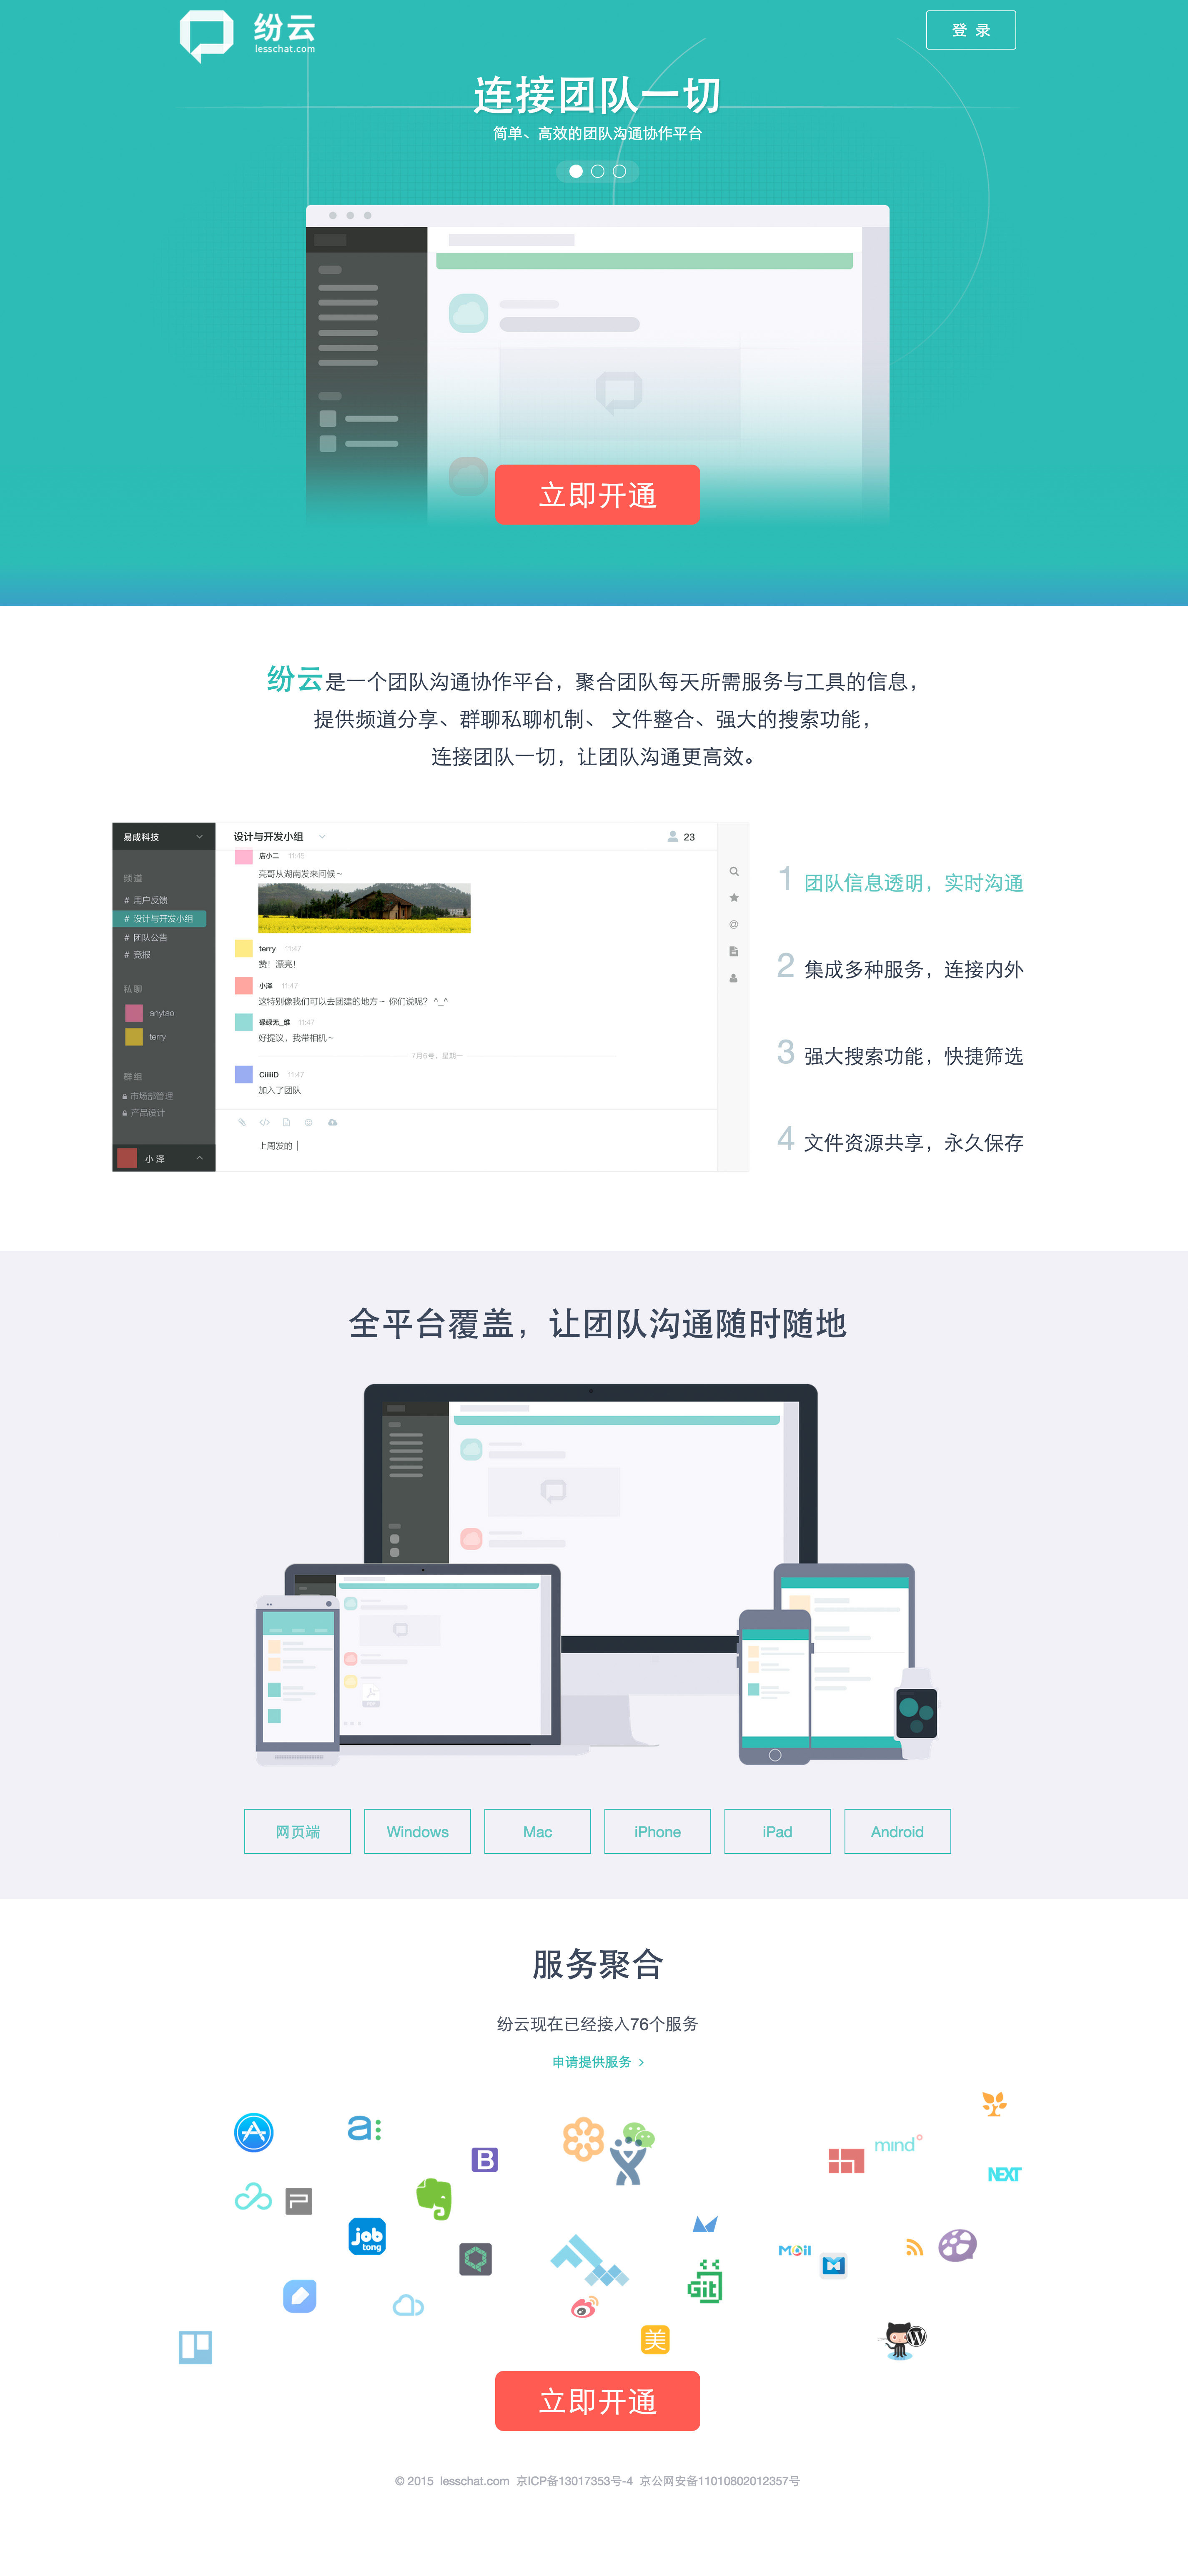 纷云
lesschat.com
登 录
连接团队一切
简单、高效的团队沟通协作平台
立即开通
纷云是一个团队沟通协作平台，聚合团队每天所需服务与工具的信息，
提供频道分享、群聊私聊机制、 文件整合、强大的搜索功能，
连接团队一切，让团队沟通更高效。
易成科技
频道
# 用户反馈
# 设计与开发小组
# 团队公告
# 竞报
私聊
anytao
terry
群组
市场部管理
产品设计
小 泽
设计与开发小组
23
店小二 11:45
亮哥从湖南发来问候～
terry 11:47
赞！漂亮！
小泽 11:47
这特别像我们可以去团建的地方～ 你们说呢？ ^_^
碌碌无_维 11:47
好提议，我带相机～
7月6号，星期一
CiiiiiD 11:47
加入了团队
上周发的
1 团队信息透明，实时沟通
2 集成多种服务，连接内外
3 强大搜索功能，快捷筛选
4 文件资源共享，永久保存
全平台覆盖，让团队沟通随时随地
网页端
Windows
Mac
iPhone
iPad
Android
服务聚合
纷云现在已经接入76个服务
申请提供服务 ›
a
B
mind
NEXT
job
tong
Git
美
立即开通
© 2015 lesschat.com 京ICP备13017353号-4 京公网安备11010802012357号